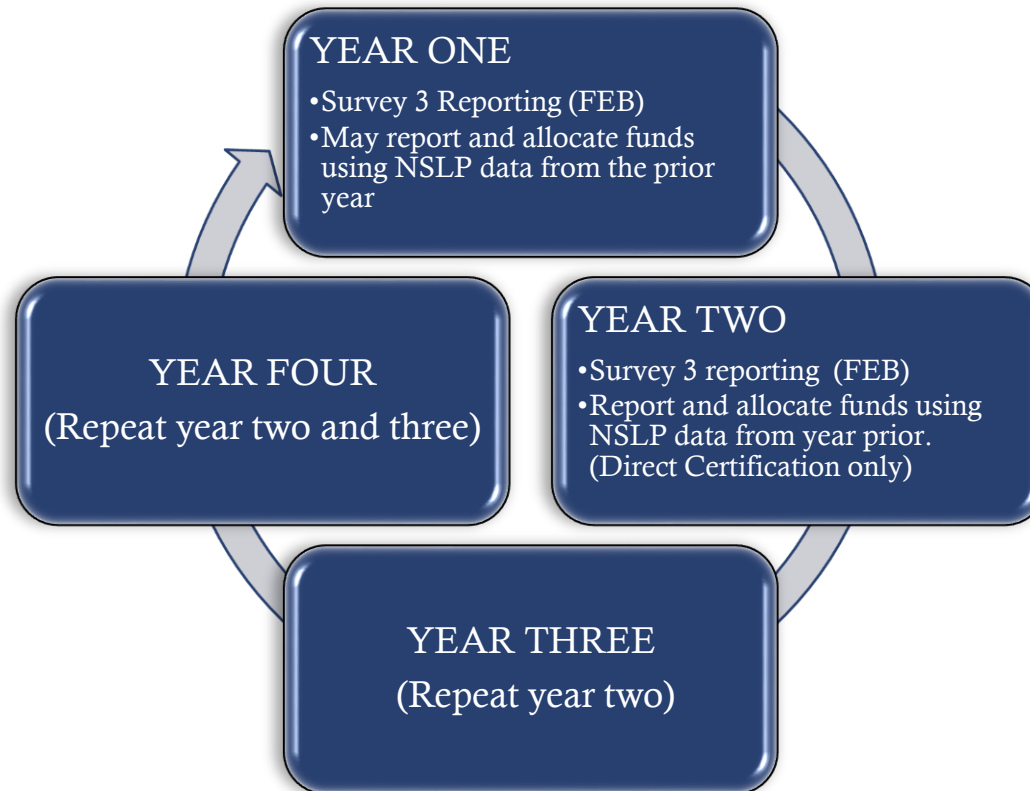 YEAR ONE
•Survey 3 Reporting (FEB)
•May report and allocate funds
using NSLP data from the prior
year
YEAR TWO
•Survey 3 reporting (FEB)
•Report and allocate funds using
NSLP data from year prior.
(Direct Certification only)
YEAR THREE
(Repeat year two)
YEAR FOUR
(Repeat year two and three)